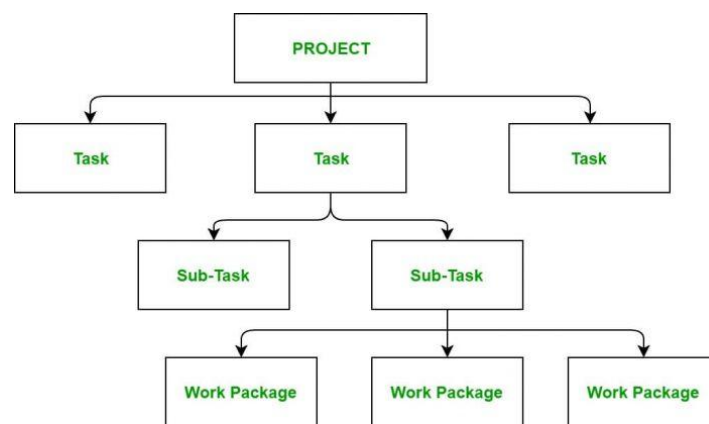 PROJECT
Task
Task
Task
Sub-Task
Sub-Task
Work Package
Work Package
Work Package